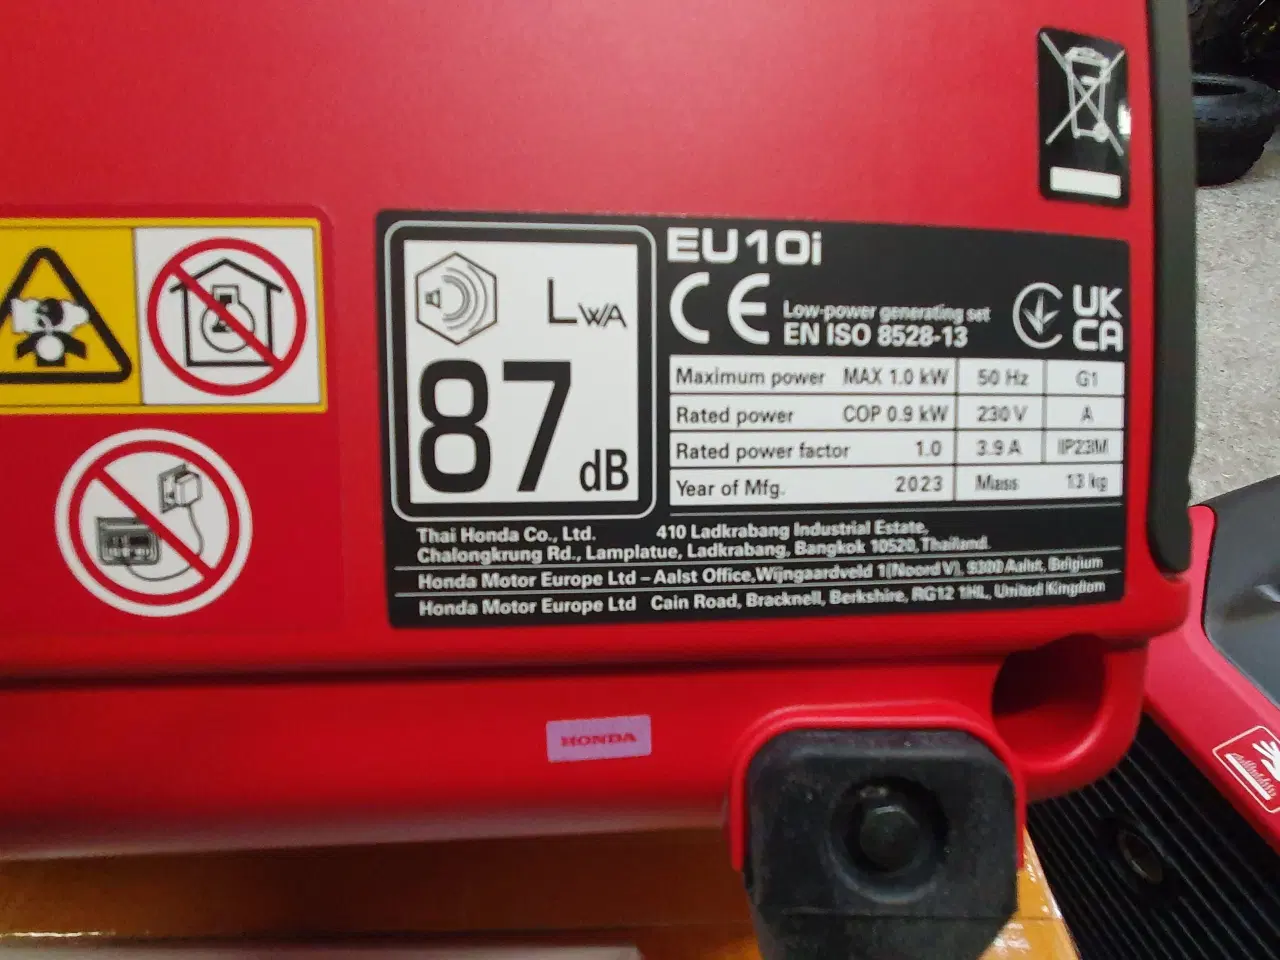 EU10i
CE
UK
CA
Low-power generating set
EN ISO 8528-13
LWA
87 dB
Maximum power MAX 1.0 kW 50 Hz G1
Rated power COP 0.9 kW 230 V A
Rated power factor 1.0 3.9 A IP23M
Year of Mfg. 2023 Mass 13 kg
Thai Honda Co., Ltd. 410 Ladkrabang Industrial Estate,
Chalongkrung Rd., Lamplatue, Ladkrabang, Bangkok 10520, Thailand.
Honda Motor Europe Ltd – Aalst Office, Wijngaardveld 1 (Noord V), 9300 Aalst, Belgium
Honda Motor Europe Ltd Cain Road, Bracknell, Berkshire, RG12 1HL, United Kingdom
HONDA